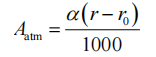 A_atm = α(r − r_0) / 1000